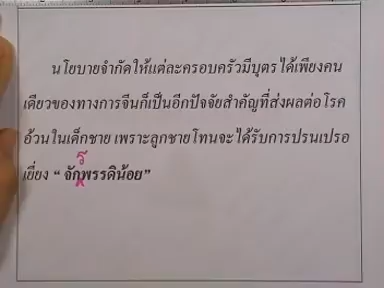 นโยบายจำกัดให้แต่ละครอบครัวมีบุตรได้เพียงคน
เดียวของทางการจีนก็เป็นอีกปัจจัยสำคัญที่ส่งผลต่อโรค
อ้วนในเด็กชาย เพราะลูกชายโทนจะได้รับการปรนเปรอ
ร
เยี่ยง “ จักพรรดิน้อย”